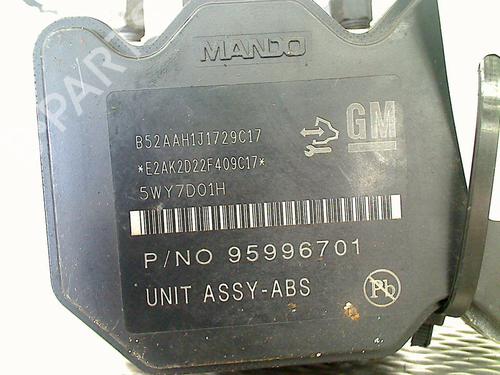 MANDO
B52AAH1J1729C17
*E2AK2D22F409C17*
GM
5WY7D01H
P/NO 95996701
UNIT ASSY-ABS
Pb